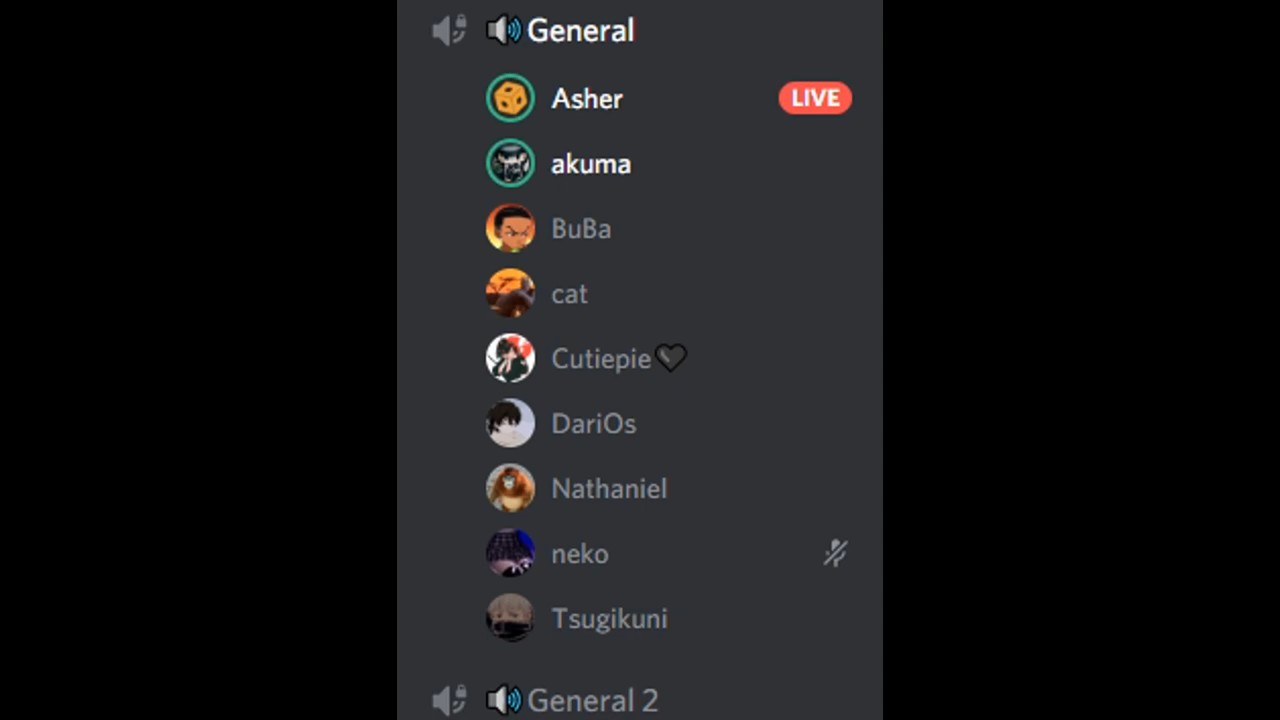 General
Asher LIVE
akuma
BuBa
cat
Cutiepie🖤
DariOs
Nathaniel
neko
Tsugikuni
General 2